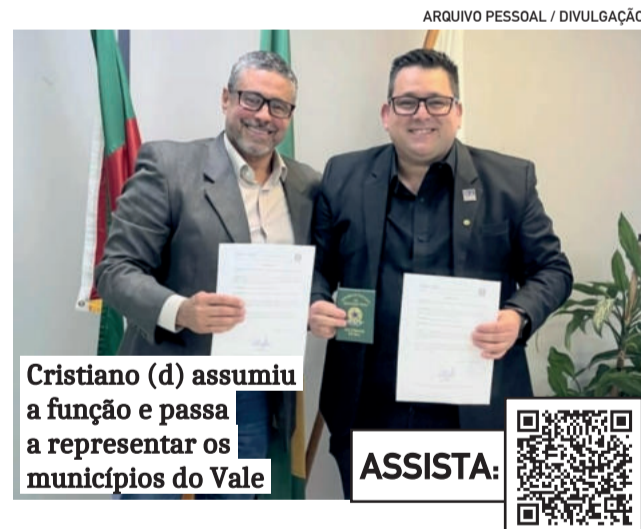 ARQUIVO PESSOAL / DIVULGAÇÃO
Cristiano (d) assumiu
a função e passa
a representar os
municípios do Vale
ASSISTA: